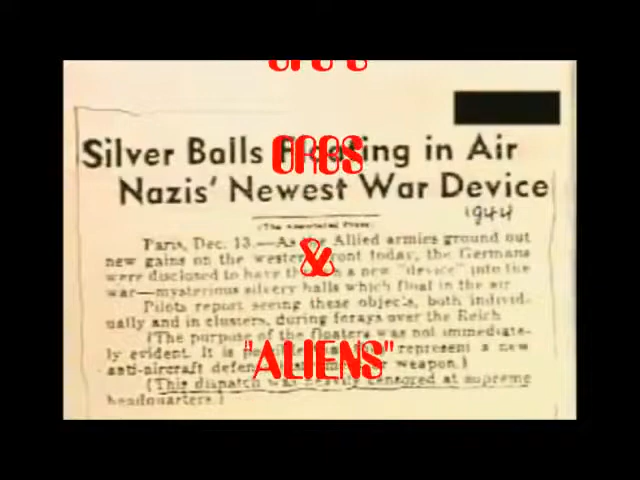 Silver Balls Floating in Air
Nazis' Newest War Device
1944
(The Associated Press)
Paris, Dec. 13.—As the Allied armies ground out
new gains on the western front today, the Germans
were disclosed to have thrown a new "device" into the
war—mysterious silvery balls which float in the air
Pilots report seeing these objects, both individ-
ually and in clusters, during forays over the Reich
(The purpose of the floaters was not immediate-
ly evident. It is possible that they represent a new
anti-aircraft defense instrument or weapon.)
(This dispatch was heavily censored at supreme
headquarters.)
ORBS
&
"ALIENS"